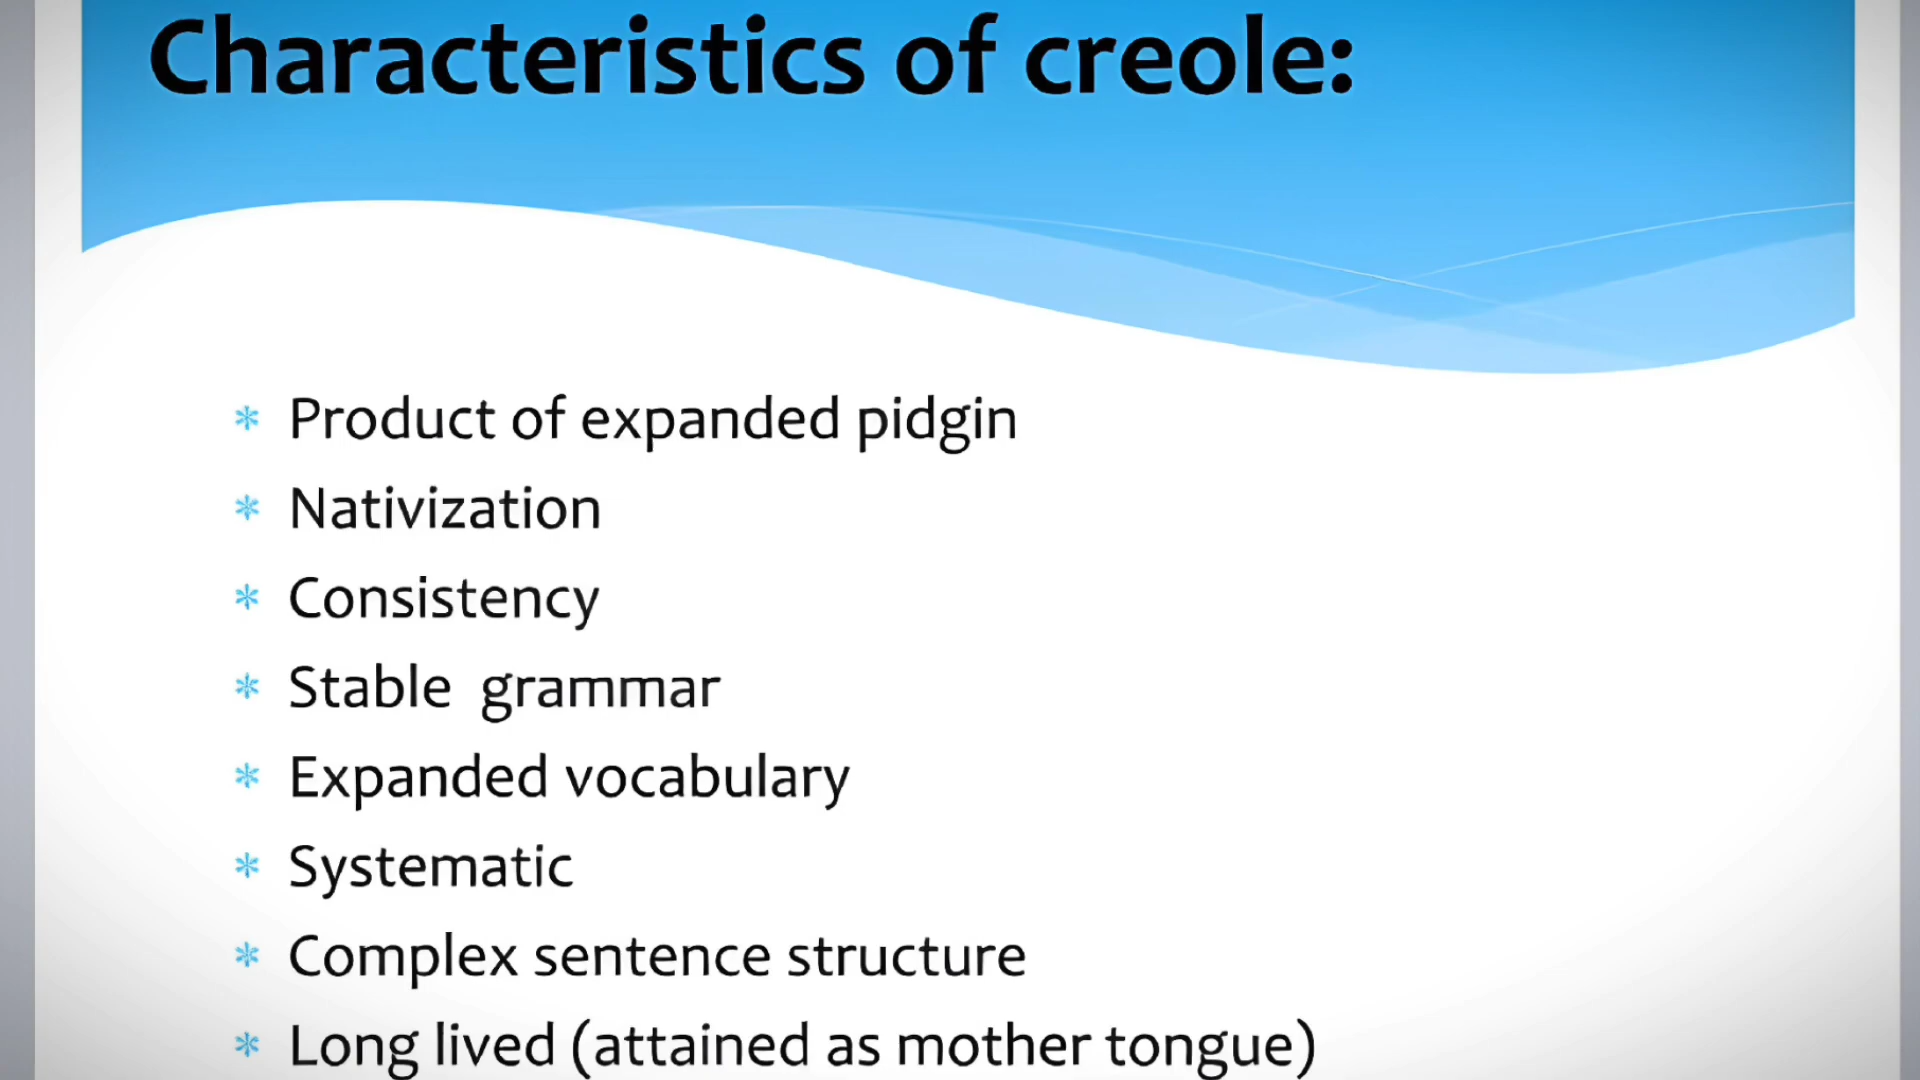 Characteristics of creole:
* Product of expanded pidgin
* Nativization
* Consistency
* Stable grammar
* Expanded vocabulary
* Systematic
* Complex sentence structure
* Long lived (attained as mother tongue)